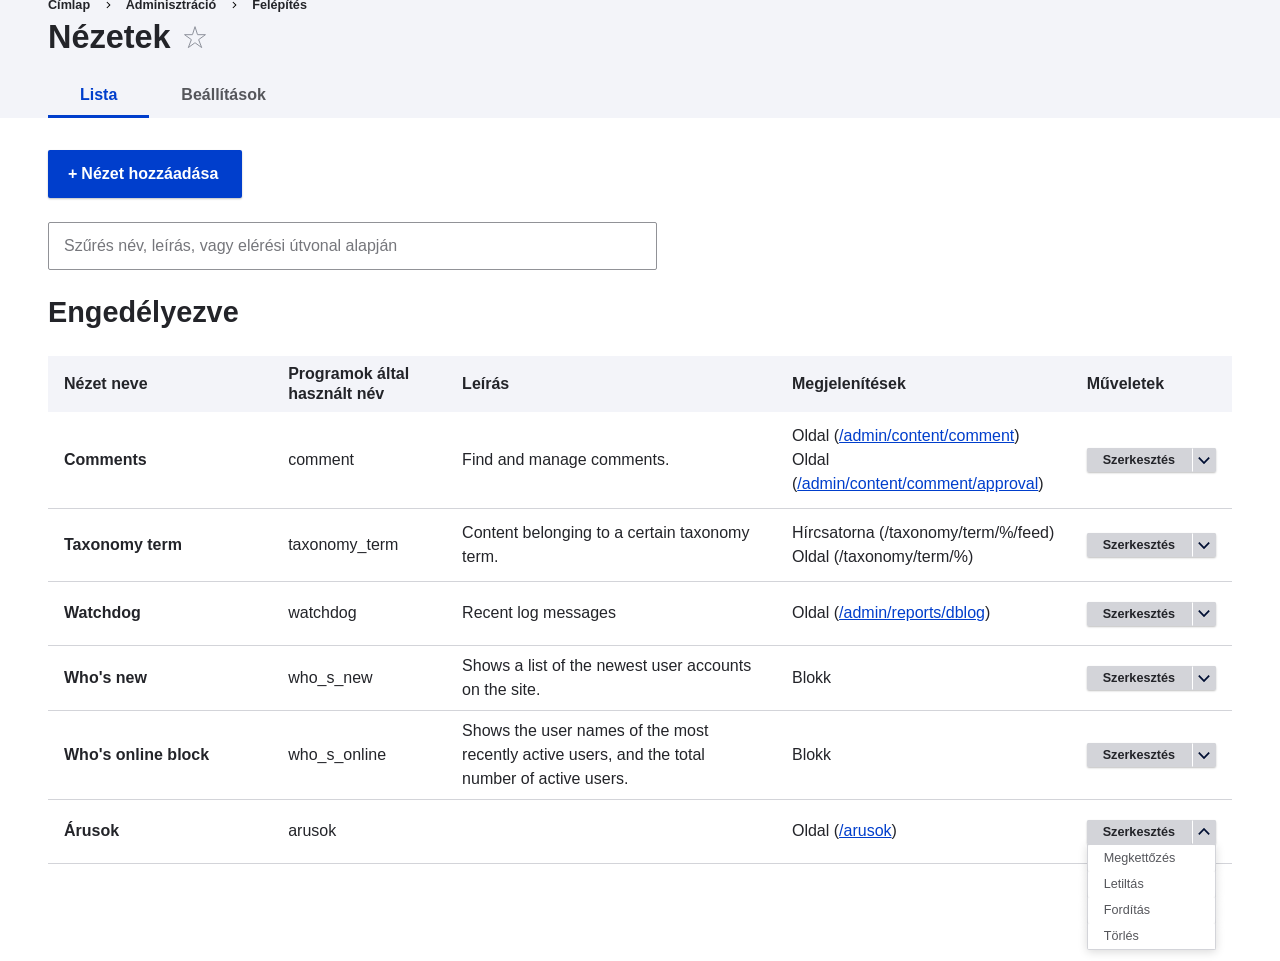 Címlap > Adminisztráció > Felépítés
Nézetek ☆
Lista Beállítások
+ Nézet hozzáadása
Szűrés név, leírás, vagy elérési útvonal alapján
Engedélyezve
Nézet neve Programok által használt név Leírás Megjelenítések Műveletek
Comments comment Find and manage comments. Oldal (/admin/content/comment)
Oldal
(/admin/content/comment/approval) Szerkesztés
Taxonomy term taxonomy_term Content belonging to a certain taxonomy
term. Hírcsatorna (/taxonomy/term/%/feed)
Oldal (/taxonomy/term/%) Szerkesztés
Watchdog watchdog Recent log messages Oldal (/admin/reports/dblog) Szerkesztés
Who's new who_s_new Shows a list of the newest user accounts
on the site. Blokk Szerkesztés
Who's online block who_s_online Shows the user names of the most
recently active users, and the total
number of active users. Blokk Szerkesztés
Árusok arusok Oldal (/arusok) Szerkesztés
Megkettőzés
Letiltás
Fordítás
Törlés